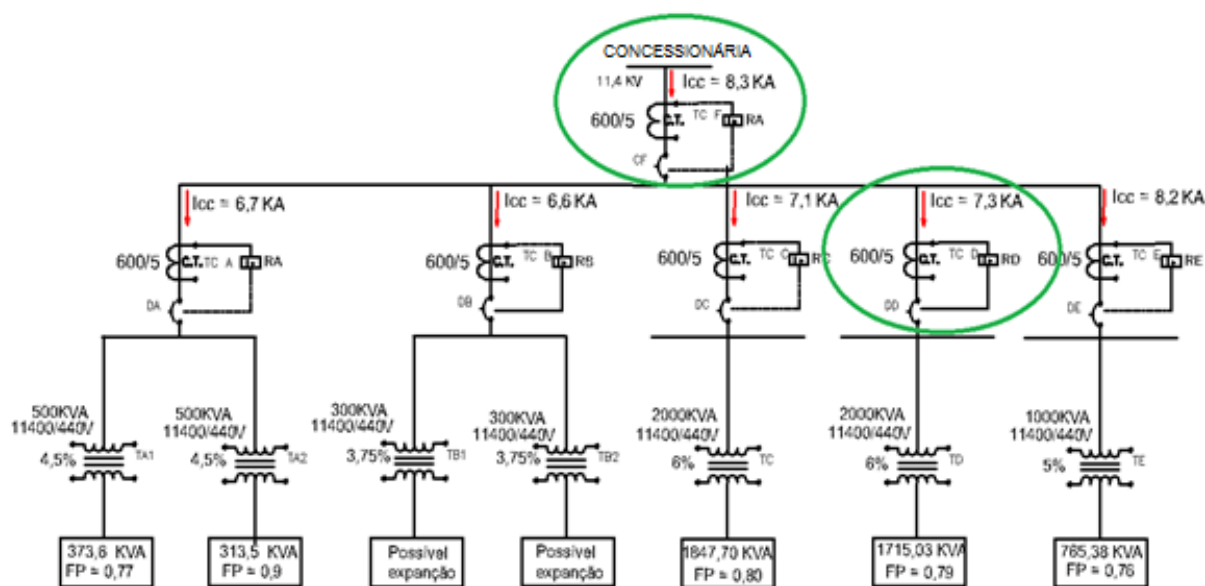 CONCESSIONÁRIA
11,4 KV
Icc = 8,3 KA
600/5
C.T.
TC F
RA
CF
Icc = 6,7 KA
Icc = 6,6 KA
Icc = 7,1 KA
Icc = 7,3 KA
Icc = 8,2 KA
600/5 C.T. TC A RA
600/5 C.T. TC B RB
600/5 C.T. TC C RC
600/5 C.T. TC D RD
600/5 C.T. TC E RE
DA
DB
DC
DD
DE
500KVA
11400/440V
4,5%
TA1
500KVA
11400/440V
4,5%
TA2
300KVA
11400/440V
3,75%
TB1
300KVA
11400/440V
3,75%
TB2
2000KVA
11400/440V
6%
TC
2000KVA
11400/440V
6%
TD
1000KVA
11400/440V
5%
TE
373,6 KVA
FP = 0,77
313,5 KVA
FP = 0,9
Possível
expanção
Possível
expanção
1847,70 KVA
FP = 0,80
1715,03 KVA
FP = 0,79
765,38 KVA
FP = 0,76